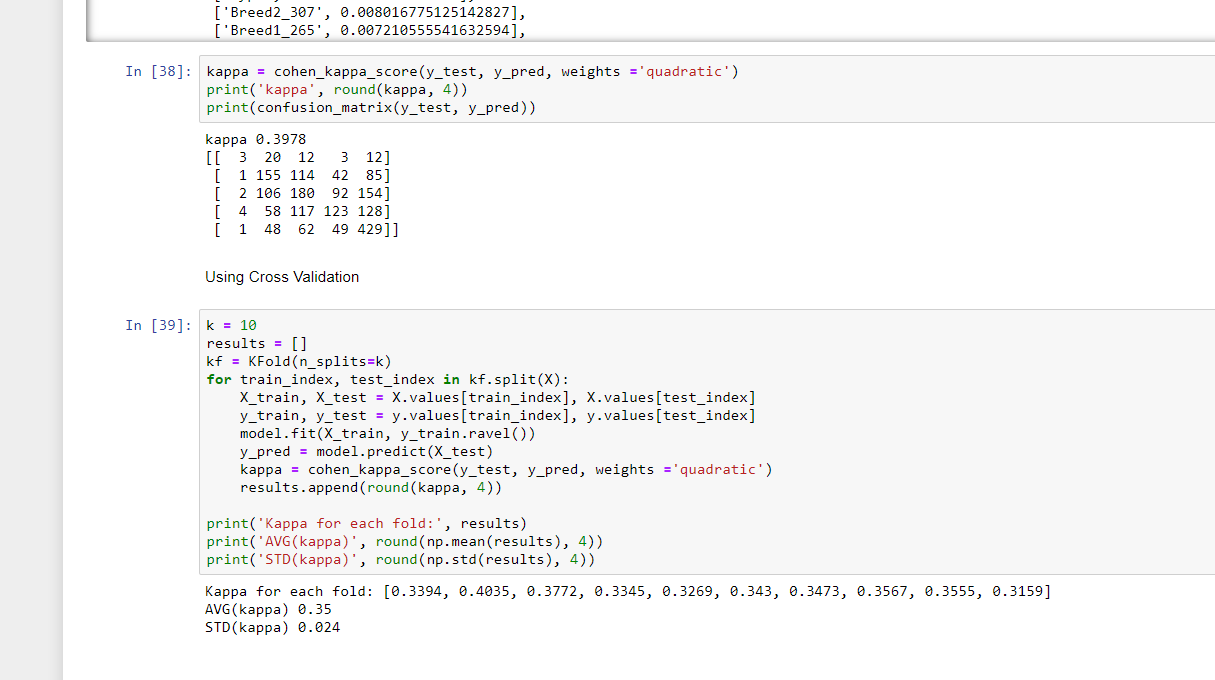 ['Breed2_307', 0.008016775125142827],
['Breed1_265', 0.007210555541632594],
In [38]: kappa = cohen_kappa_score(y_test, y_pred, weights ='quadratic')
print('kappa', round(kappa, 4))
print(confusion_matrix(y_test, y_pred))
kappa 0.3978
[[  3  20  12   3  12]
 [  1 155 114  42  85]
 [  2 106 180  92 154]
 [  4  58 117 123 128]
 [  1  48  62  49 429]]
Using Cross Validation
In [39]: k = 10
results = []
kf = KFold(n_splits=k)
for train_index, test_index in kf.split(X):
    X_train, X_test = X.values[train_index], X.values[test_index]
    y_train, y_test = y.values[train_index], y.values[test_index]
    model.fit(X_train, y_train.ravel())
    y_pred = model.predict(X_test)
    kappa = cohen_kappa_score(y_test, y_pred, weights ='quadratic')
    results.append(round(kappa, 4))
print('Kappa for each fold:', results)
print('AVG(kappa)', round(np.mean(results), 4))
print('STD(kappa)', round(np.std(results), 4))
Kappa for each fold: [0.3394, 0.4035, 0.3772, 0.3345, 0.3269, 0.343, 0.3473, 0.3567, 0.3555, 0.3159]
AVG(kappa) 0.35
STD(kappa) 0.024